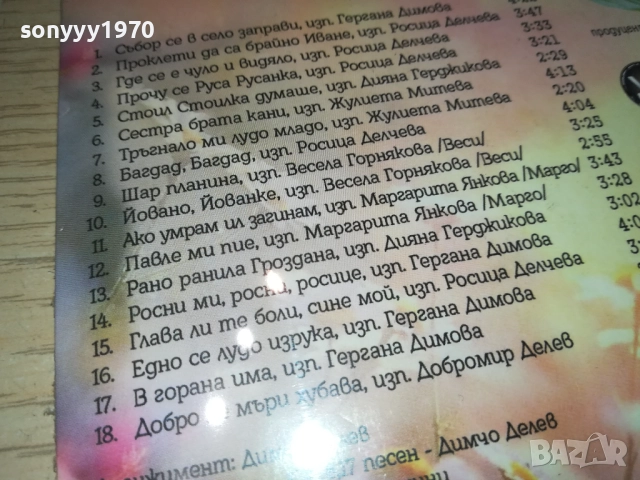 sonyyy1970
1. Събор се в село заправи, изп. Гергана Димова
2. Проклети да са брайно Иване, изп. Росица Делчева 3:47
3. Где се е чуло и видяло, изп. Росица Делчева 3:33
4. Прочу се Руса Русанка, изп. Росица Делчева 3:21
5. Стоил Стоилка думаше, изп. Дияна Герджикова 2:29
6. Сестра брата кани, изп. Жулиета Митева 4:13
7. Тръгнало ми лудо младо, изп. Жулиета Митева 2:20
8. Багдад, Багдад, изп. Росица Делчева 4:04
9. Шар планина, изп. Весела Горнякова /Веси/ 3:25
10. Йовано, Йованке, изп. Весела Горнякова /Веси/ 2:55
11. Ако умрам ил загинам, изп. Маргарита Янкова /Марго/ 3:43
12. Павле ми пие, изп. Маргарита Янкова /Марго/ 3:28
13. Рано ранила Гроздана, изп. Дияна Герджикова 3:02
14. Росни ми, росни, росице, изп. Гергана Димова
15. Глава ли те боли, сине мой, изп. Росица Делчева
16. Едно се лудо изрука, изп. Гергана Димова
17. В горана има, изп. Гергана Димова
18. Добро се мъри хубава, изп. Добромир Делев
песен - Димчо Делев
BAZAR